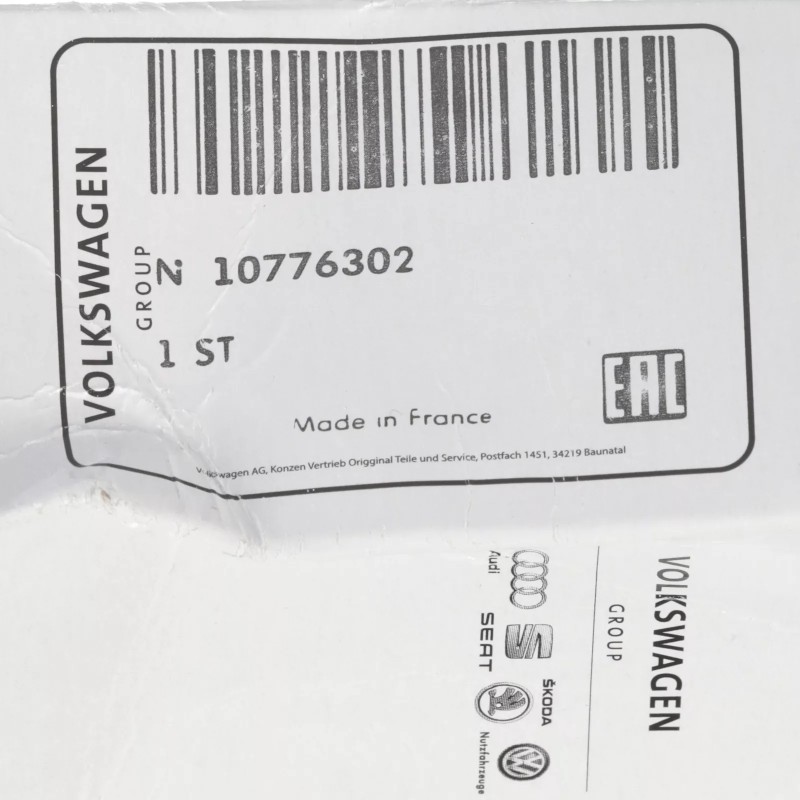 VOLKSWAGEN
GROUP
N. 10776302
1 ST
EAC
Made in France
AG, Konzen Vertrieb Origginal Teile und Service, Postfach 1451, 34219 Baunatal
VOLKSWAGEN
GROUP
Audi
SEAT
ŠKODA
Nutzfahrzeuge